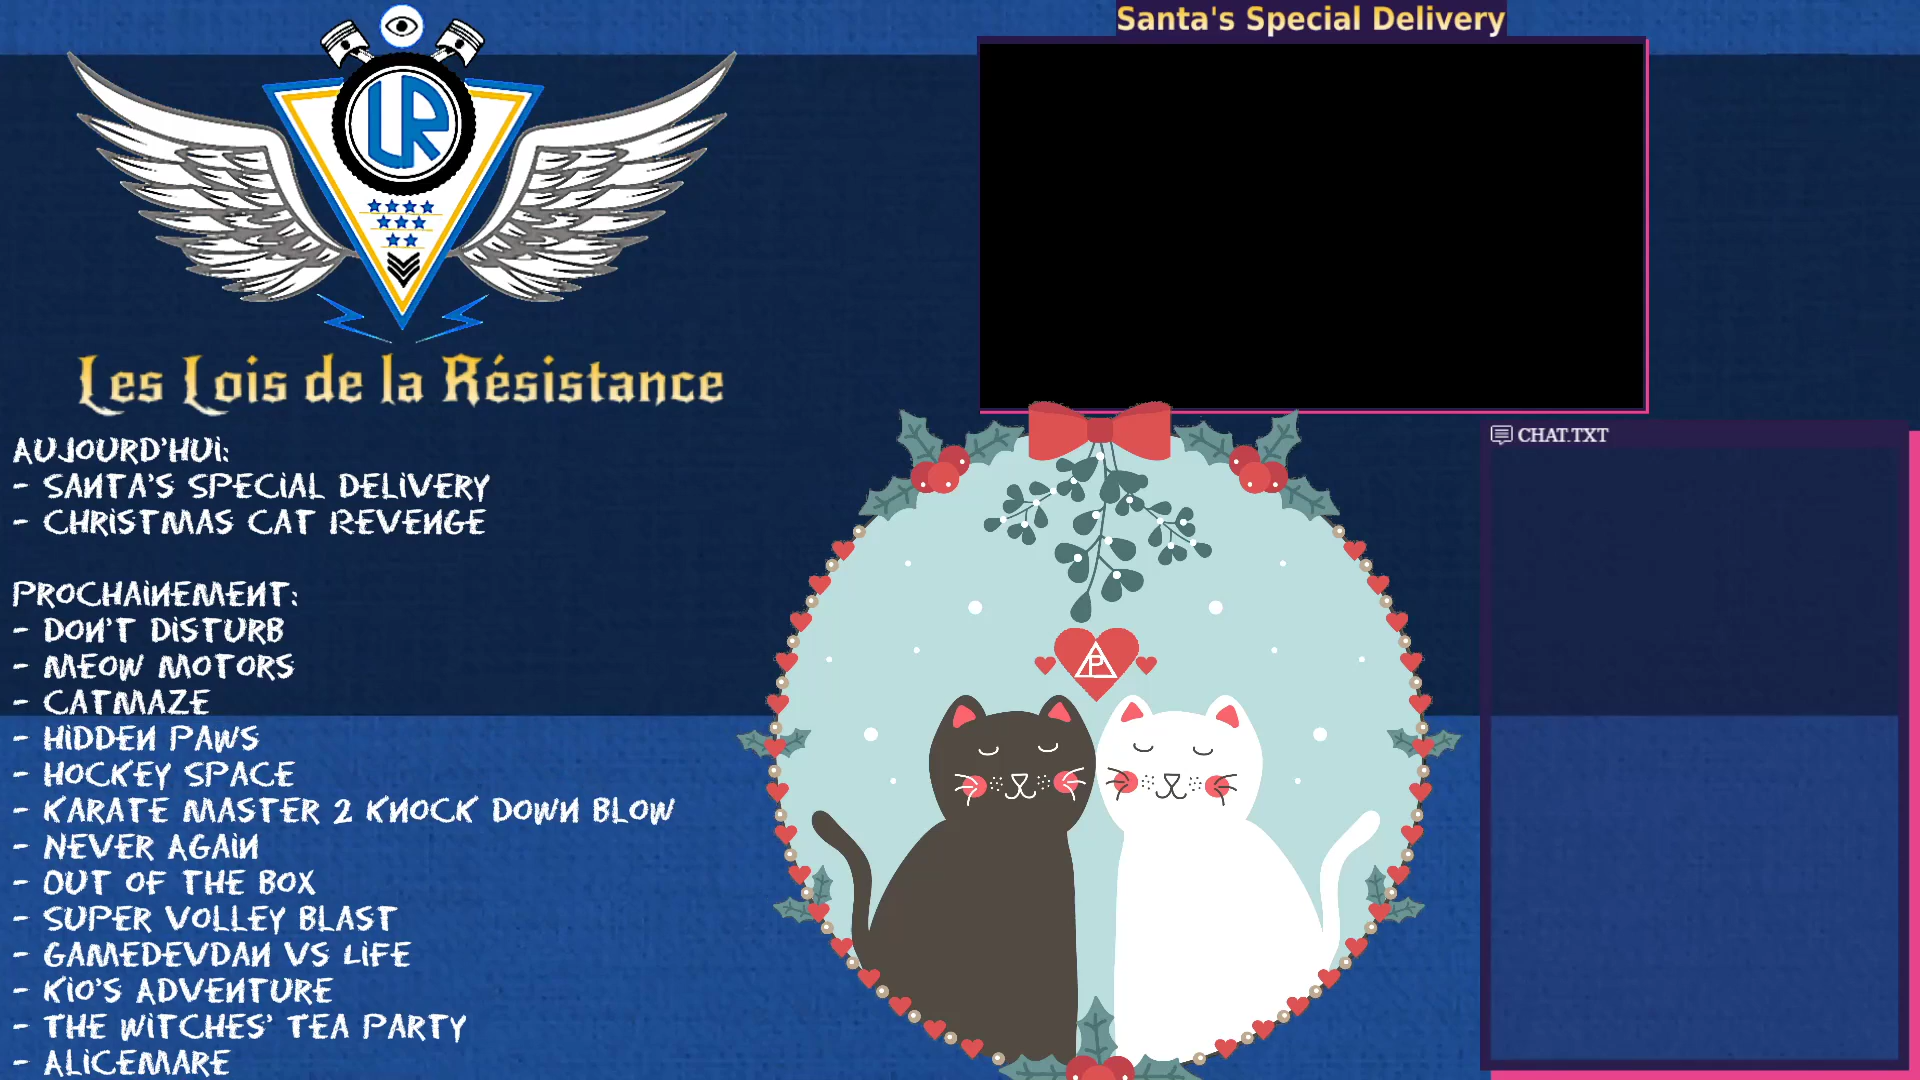 Santa's Special Delivery
LR
Les Lois de la Résistance
AUJOURD'HUI:
- SANTA'S SPECIAL DELIVERY
- CHRISTMAS CAT REVENGE
PROCHAINEMENT:
- DON'T DISTURB
- MEOW MOTORS
- CATMAZE
- HIDDEN PAWS
- HOCKEY SPACE
- KARATE MASTER 2 KNOCK DOWN BLOW
- NEVER AGAIN
- OUT OF THE BOX
- SUPER VOLLEY BLAST
- GAMEDEVDAN VS LIFE
- KIO'S ADVENTURE
- THE WITCHES' TEA PARTY
- ALICEMARE
P
CHAT.TXT